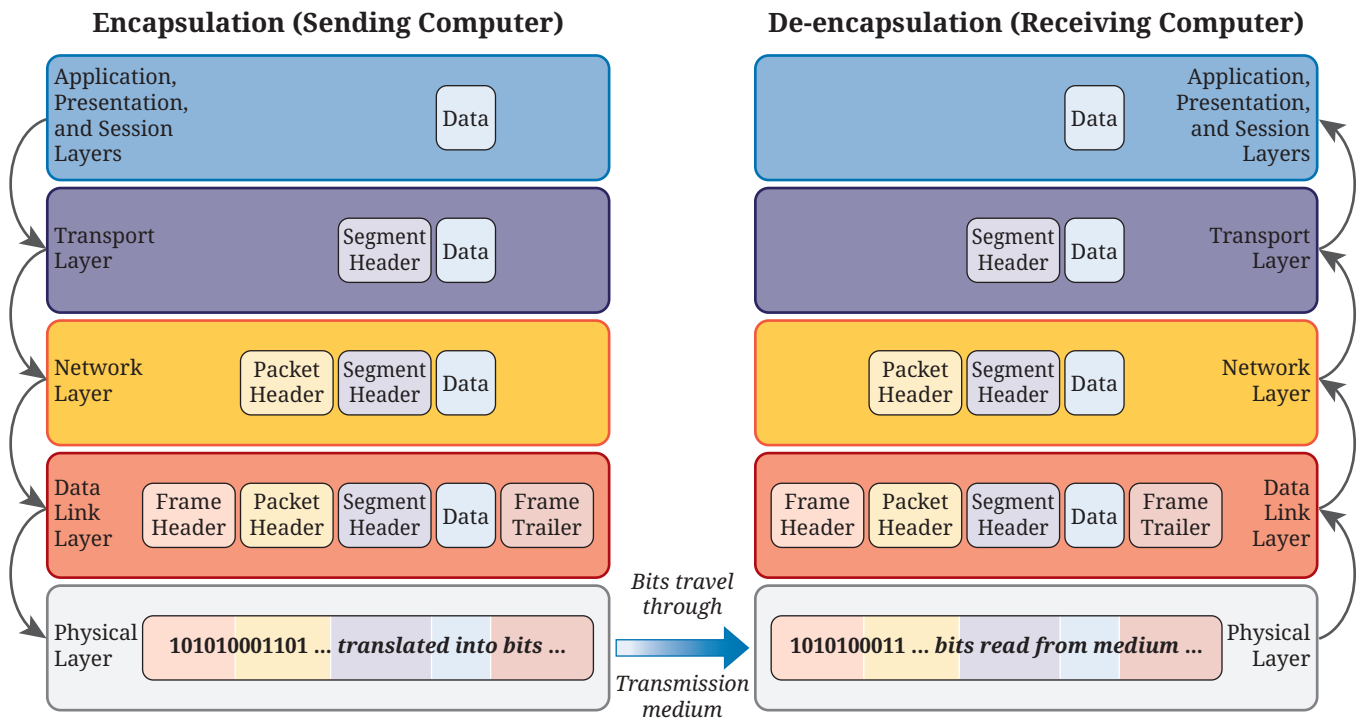 Encapsulation (Sending Computer)
Application,
Presentation,
and Session
Layers
Data
Transport
Layer
Segment
Header
Data
Network
Layer
Packet
Header
Segment
Header
Data
Data
Link
Layer
Frame
Header
Packet
Header
Segment
Header
Data
Frame
Trailer
Physical
Layer
101010001101 ... translated into bits ...
Bits travel
through
Transmission
medium
De-encapsulation (Receiving Computer)
Data
Application,
Presentation,
and Session
Layers
Segment
Header
Data
Transport
Layer
Packet
Header
Segment
Header
Data
Network
Layer
Frame
Header
Packet
Header
Segment
Header
Data
Frame
Trailer
Data
Link
Layer
1010100011 ... bits read from medium ...
Physical
Layer